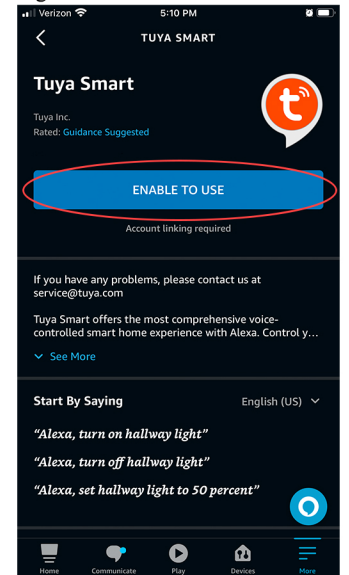 Verizon 5:10 PM
TUYA SMART
Tuya Smart
Tuya Inc.
Rated: Guidance Suggested
ENABLE TO USE
Account linking required
If you have any problems, please contact us at
service@tuya.com
Tuya Smart offers the most comprehensive voice-
controlled smart home experience with Alexa. Control y...
See More
Start By Saying English (US)
“Alexa, turn on hallway light”
“Alexa, turn off hallway light”
“Alexa, set hallway light to 50 percent”
Home Communicate Play Devices More